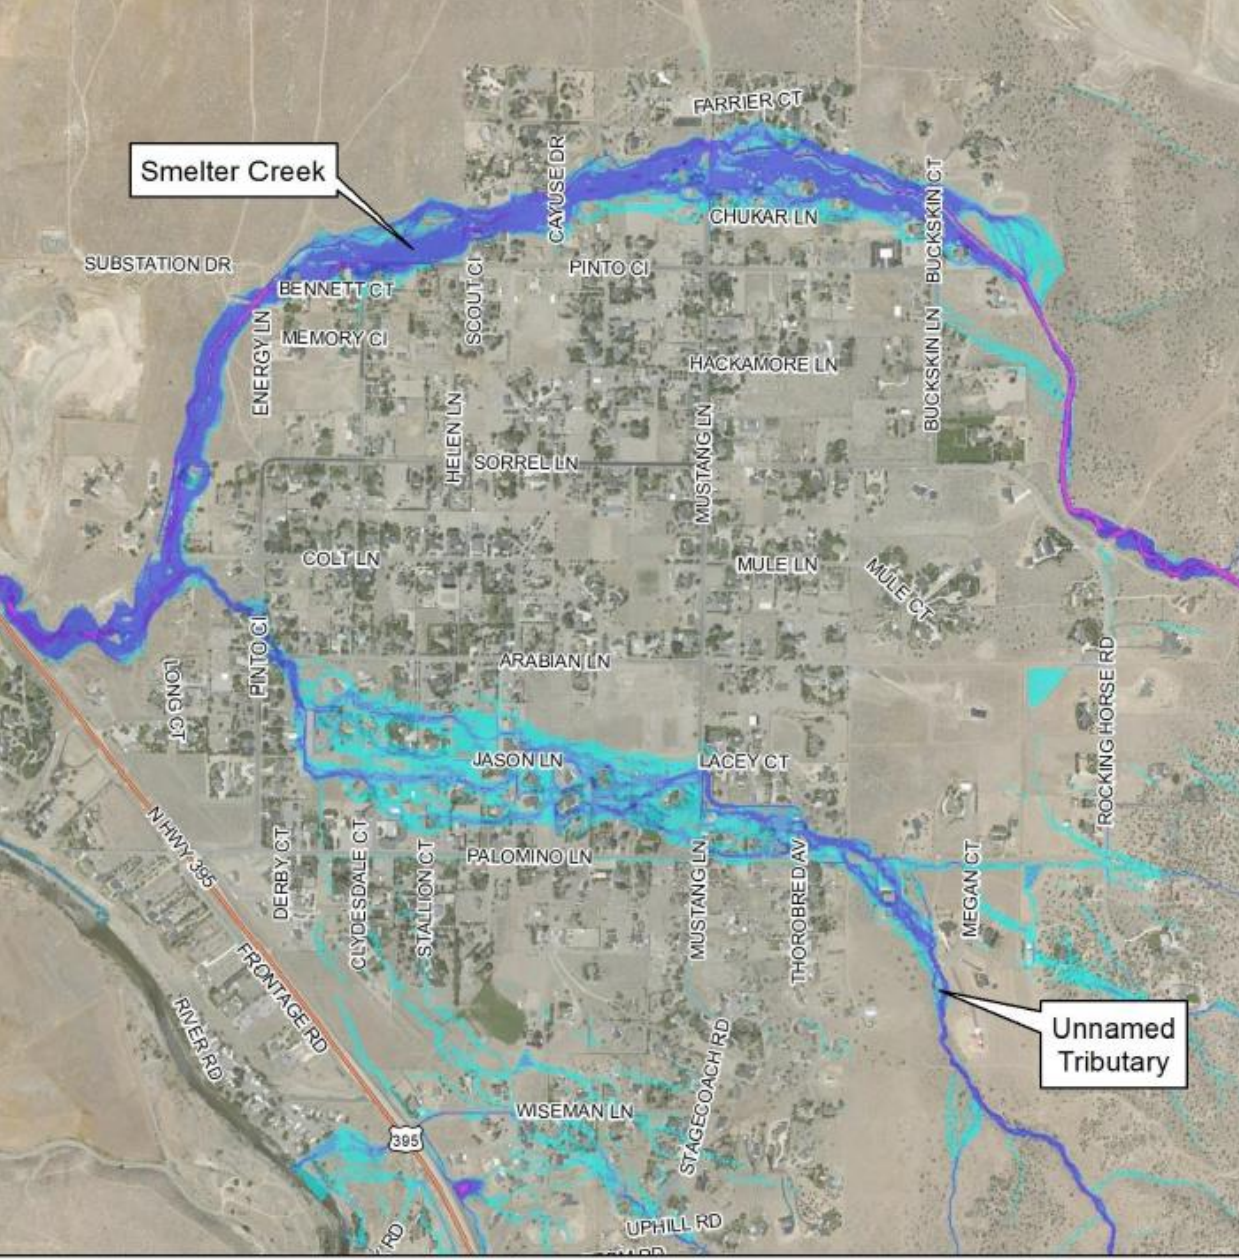 FARRIER CT
Smelter Creek
CAYUSE DR
BUCKSKIN CT
CHUKAR LN
SUBSTATION DR
PINTO CI
BENNETT CT
SCOUT CI
MEMORY CI
ENERGY LN
HACKAMORE LN
BUCKSKIN LN
HELEN LN
MUSTANG LN
SORREL LN
COLT LN
MULE LN
MULE CT
PINTO CI
ARABIAN LN
LONG CT
ROCKING HORSE RD
JASON LN
LACEY CT
N HWY 395
DERBY CT
CLYDESDALE CT
STALLION CT
PALOMINO LN
MUSTANG LN
THOROBRED AV
MEGAN CT
FRONTAGE RD
RIVER RD
Unnamed
Tributary
STAGECOACH RD
WISEMAN LN
395
UPHILL RD
RD